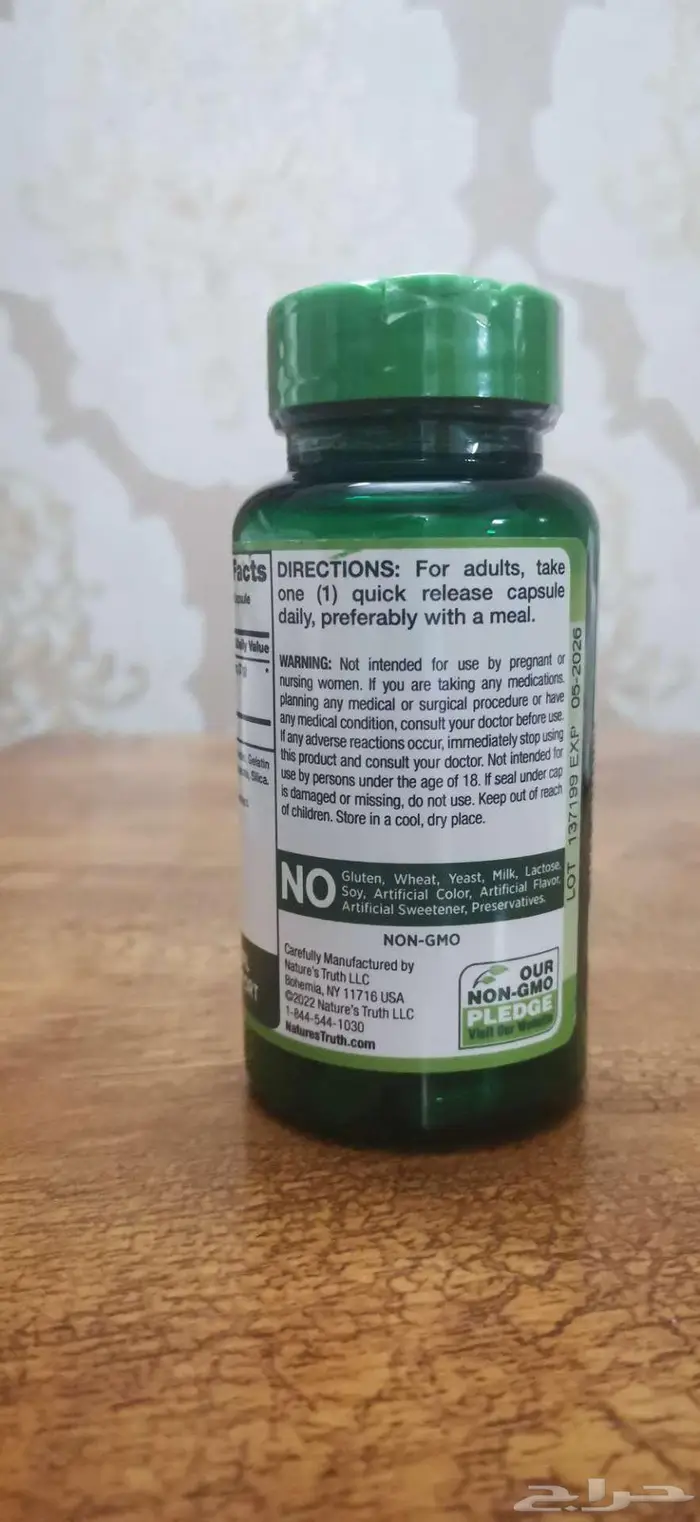 Facts
Daily Value
Gelatin
Silica.
DIRECTIONS: For adults, take
one (1) quick release capsule
daily, preferably with a meal.
WARNING: Not intended for use by pregnant or
nursing women. If you are taking any medications,
planning any medical or surgical procedure or have
any medical condition, consult your doctor before use.
If any adverse reactions occur, immediately stop using
this product and consult your doctor. Not intended for
use by persons under the age of 18. If seal under cap
is damaged or missing, do not use. Keep out of reach
of children. Store in a cool, dry place.
NO
Gluten, Wheat, Yeast, Milk, Lactose,
Soy, Artificial Color, Artificial Flavor,
Artificial Sweetener, Preservatives.
NON-GMO
Carefully Manufactured by
Nature's Truth LLC
Bohemia, NY 11716 USA
©2022 Nature's Truth LLC
1-844-544-1030
NaturesTruth.com
OUR
NON-GMO
PLEDGE
Visit Our
LOT 137199 EXP 05-2026
حراج